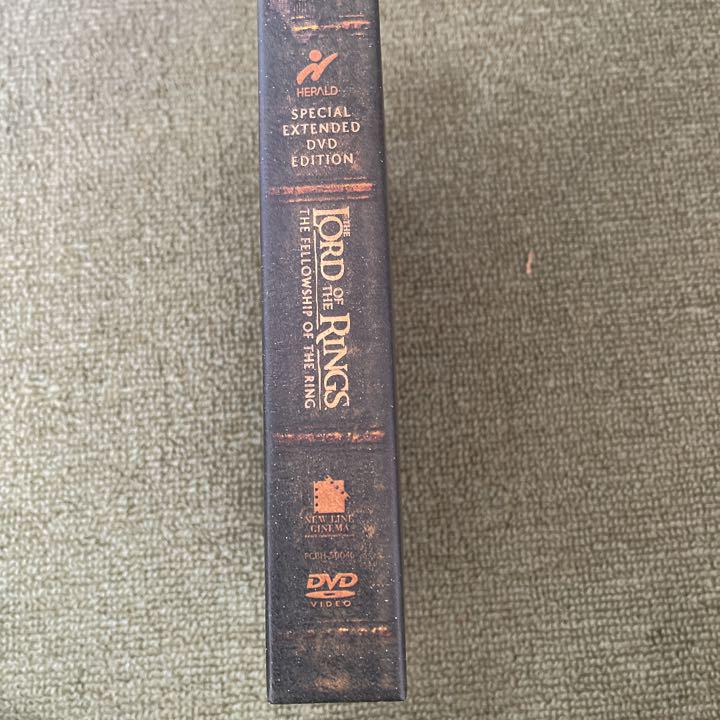 HERALD
SPECIAL
EXTENDED
DVD
EDITION
THE
LORD
OF
THE
RINGS
THE FELLOWSHIP OF THE RING
NEW LINE
CINEMA
DVD
VIDEO